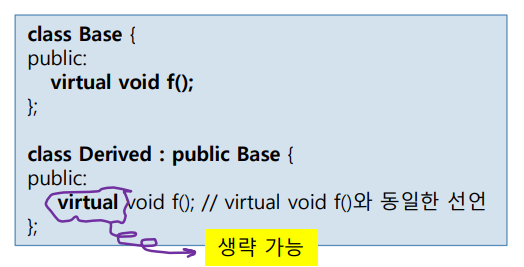 class Base {
public:
virtual void f();
};
class Derived : public Base {
public:
virtual void f(); // virtual void f()와 동일한 선언
};
생략 가능